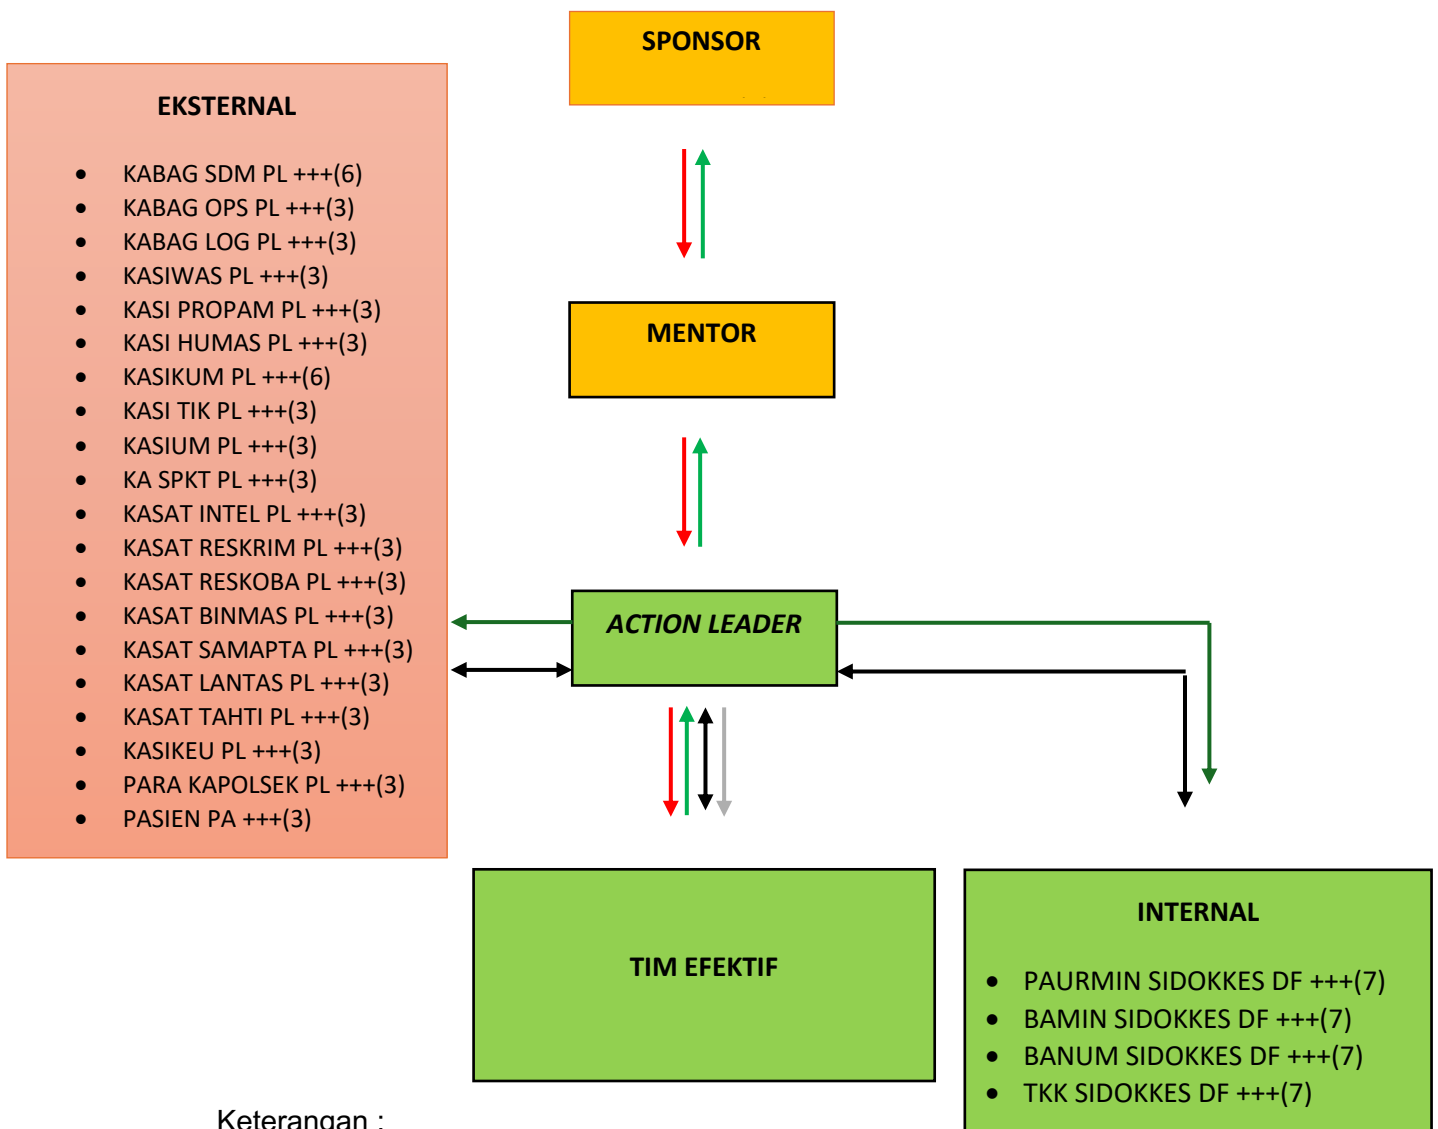 SPONSOR
EKSTERNAL
• KABAG SDM PL +++(6)
• KABAG OPS PL +++(3)
• KABAG LOG PL +++(3)
• KASIWAS PL +++(3)
• KASI PROPAM PL +++(3)
• KASI HUMAS PL +++(3)
• KASIKUM PL +++(6)
• KASI TIK PL +++(3)
• KASIUM PL +++(3)
• KA SPKT PL +++(3)
• KASAT INTEL PL +++(3)
• KASAT RESKRIM PL +++(3)
• KASAT RESKOBA PL +++(3)
• KASAT BINMAS PL +++(3)
• KASAT SAMAPTA PL +++(3)
• KASAT LANTAS PL +++(3)
• KASAT TAHTI PL +++(3)
• KASIKEU PL +++(3)
• PARA KAPOLSEK PL +++(3)
• PASIEN PA +++(3)
MENTOR
ACTION LEADER
TIM EFEKTIF
INTERNAL
• PAURMIN SIDOKKES DF +++(7)
• BAMIN SIDOKKES DF +++(7)
• BANUM SIDOKKES DF +++(7)
• TKK SIDOKKES DF +++(7)
Keterangan :